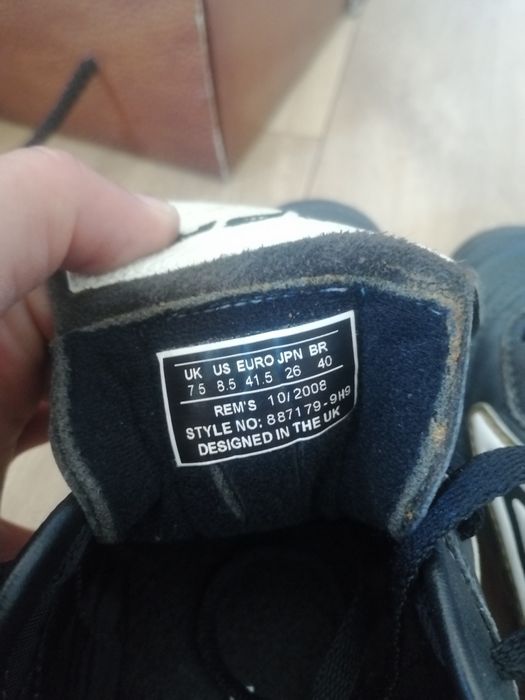 UK US EURO JPN BR
7 5 8.5 41.5 26 40
REM'S 10/2008
STYLE NO: 887179-9H9
DESIGNED IN THE UK